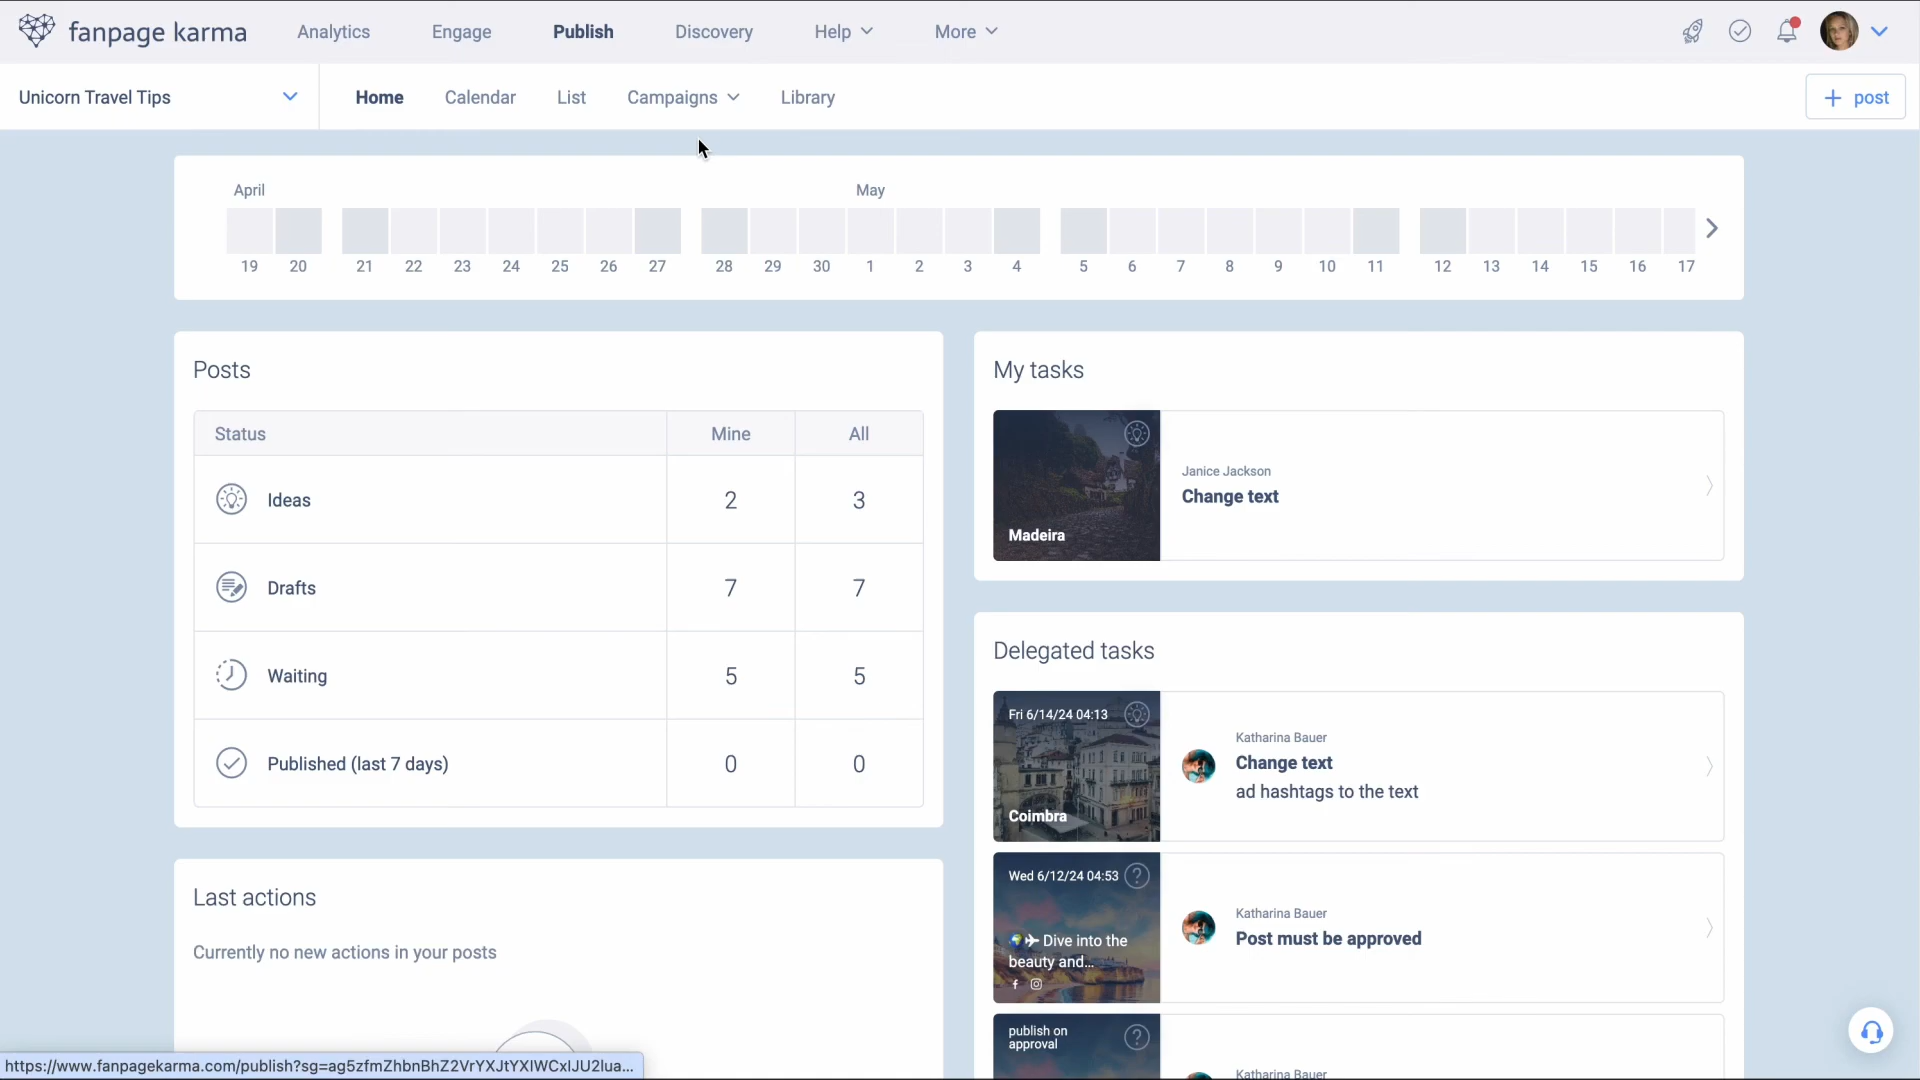 fanpage karma Analytics Engage Publish Discovery Help More
Unicorn Travel Tips Home Calendar List Campaigns Library + post
April May
19 20 21 22 23 24 25 26 27 28 29 30 1 2 3 4 5 6 7 8 9 10 11 12 13 14 15 16 17
Posts
Status Mine All
Ideas 2 3
Drafts 7 7
Waiting 5 5
Published (last 7 days) 0 0
Last actions
Currently no new actions in your posts
My tasks
Madeira
Janice Jackson
Change text
Delegated tasks
Fri 6/14/24 04:13
Coimbra
Katharina Bauer
Change text
ad hashtags to the text
Wed 6/12/24 04:53
🌍✈ Dive into the
beauty and...
Katharina Bauer
Post must be approved
publish on
approval
Katharina Bauer
https://www.fanpagekarma.com/publish?sg=ag5zfmZhbnBhZ2VrYXJtYXIWCxIJU2lua...